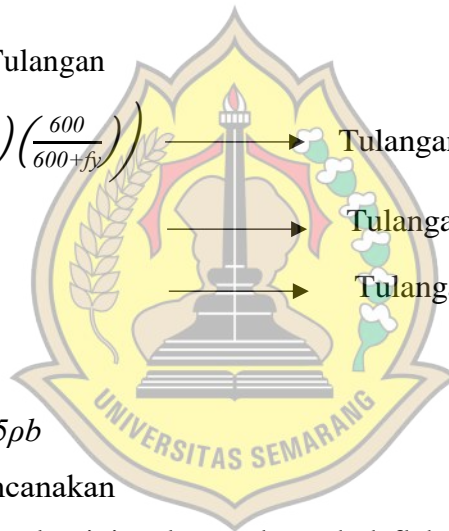 Tulangan
)(600/600+fy))
Tulangan
Tulanga
Tulanga
5ρb
ncanakan
UNIVERSITAS SEMARANG